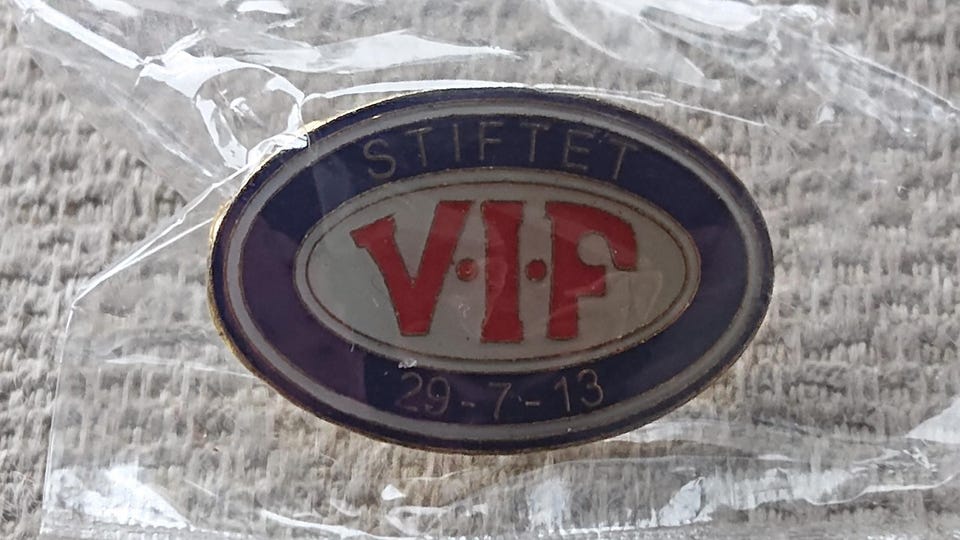 STIFTET
V·I·F
29-7-13